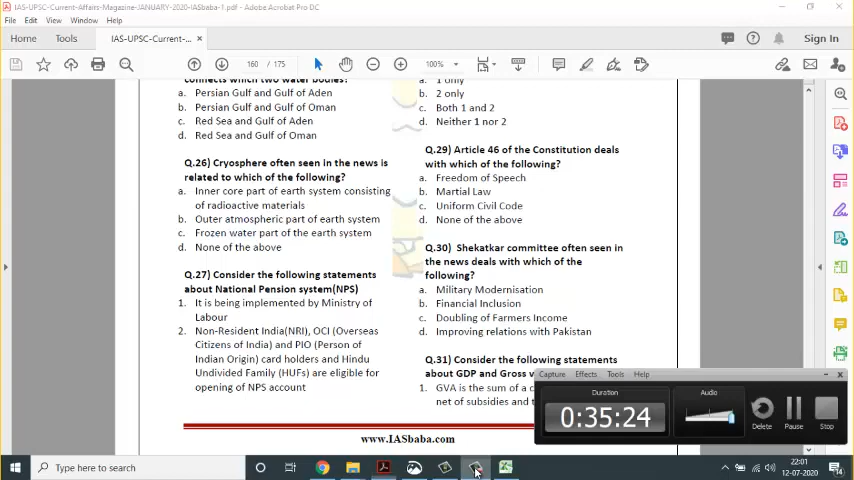 IAS-UPSC-Current-Affairs-Magazine-JANUARY-2020-IASbaba-1.pdf - Adobe Acrobat Pro DC
File Edit View Window Help
Home Tools IAS-UPSC-Current-... × Sign In
160 / 175 100%
connects which two water bodies?
a. Persian Gulf and Gulf of Aden
b. Persian Gulf and Gulf of Oman
c. Red Sea and Gulf of Aden
d. Red Sea and Gulf of Oman
Q.26) Cryosphere often seen in the news is
related to which of the following?
a. Inner core part of earth system consisting
of radioactive materials
b. Outer atmospheric part of earth system
c. Frozen water part of the earth system
d. None of the above
Q.27) Consider the following statements
about National Pension system(NPS)
1. It is being implemented by Ministry of
Labour
2. Non-Resident India(NRI), OCI (Overseas
Citizens of India) and PIO (Person of
Indian Origin) card holders and Hindu
Undivided Family (HUFs) are eligible for
opening of NPS account
a. 1 only
b. 2 only
c. Both 1 and 2
d. Neither 1 nor 2
Q.29) Article 46 of the Constitution deals
with which of the following?
a. Freedom of Speech
b. Martial Law
c. Uniform Civil Code
d. None of the above
Q.30) Shekatkar committee often seen in
the news deals with which of the
following?
a. Military Modernisation
b. Financial Inclusion
c. Doubling of Farmers Income
d. Improving relations with Pakistan
Q.31) Consider the following statements
about GDP and Gross
1. GVA is the sum of a
net of subsidies and
www.IASbaba.com
Capture Effects Tools Help
Duration
0:35:24
Audio
Delete Pause Stop
Type here to search
22:01
12-07-2020
14